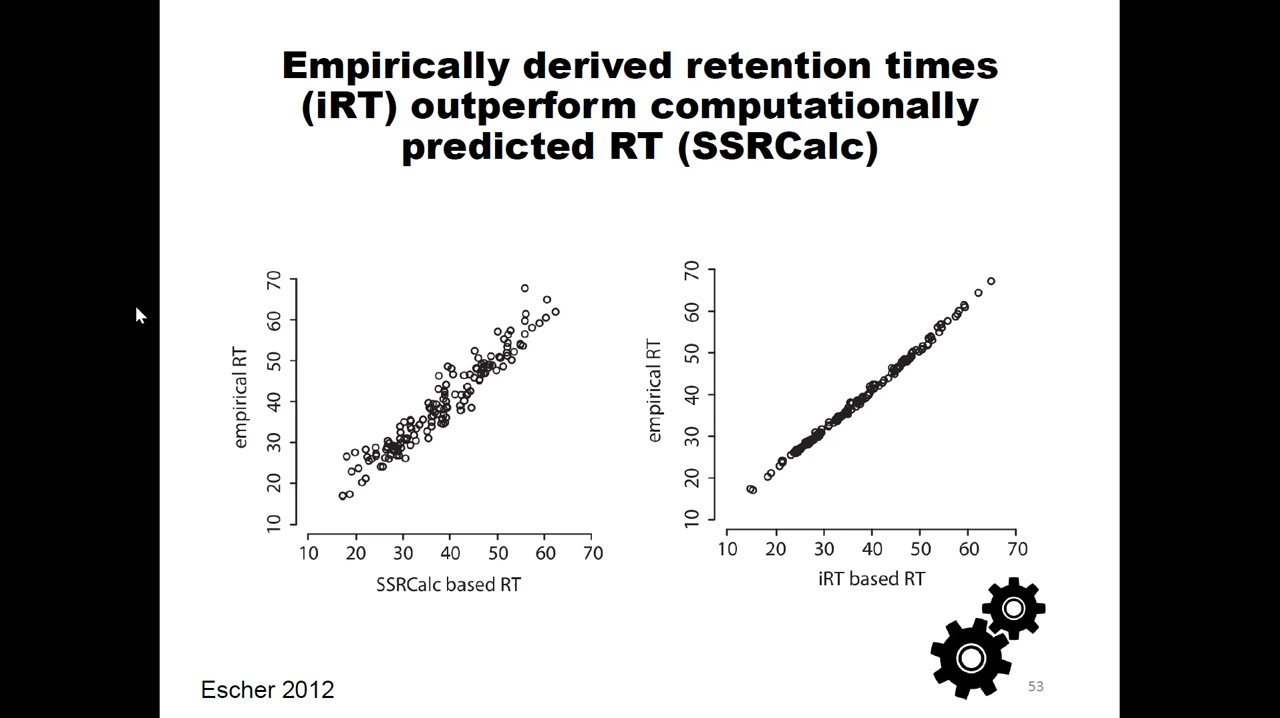 Empirically derived retention times
(iRT) outperform computationally
predicted RT (SSRCalc)
empirical RT
70
60
50
40
30
20
10
10 20 30 40 50 60 70
SSRCalc based RT
empirical RT
70
60
50
40
30
20
10
10 20 30 40 50 60 70
iRT based RT
Escher 2012
53